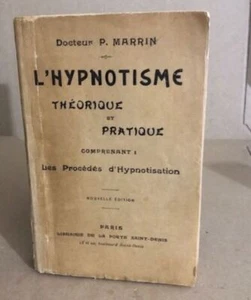 Docteur P. MARRIN
L'HYPNOTISME
THÉORIQUE
ET
PRATIQUE
COMPRENANT :
Les Procédés d'Hypnotisation
NOUVELLE ÉDITION
PARIS
LIBRAIRIE DE LA PORTE SAINT-DENIS